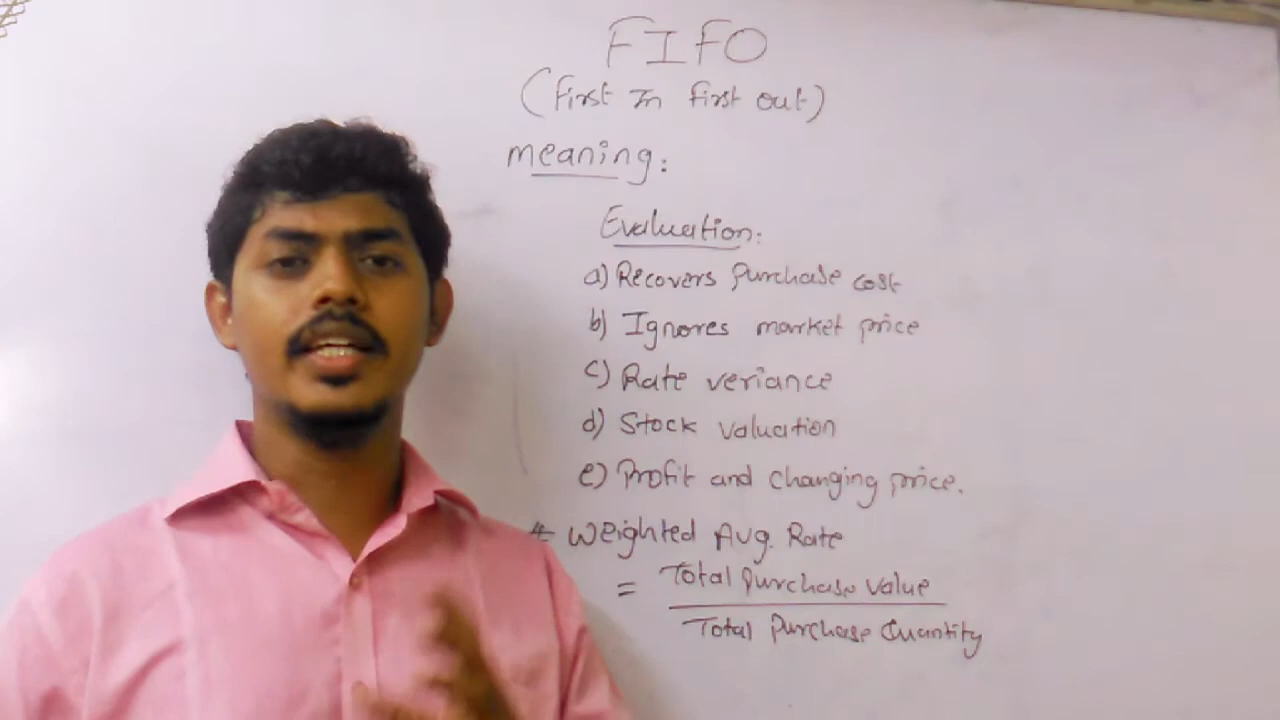 FIFO
(First In First out)
meaning:
Evaluation:
a) Recovers purchase cost
b) Ignores market price
c) Rate veriance
d) Stock valuation
e) Profit and changing price.
* Weighted Avg. Rate
= Total purchase value
Total Purchase Quantity